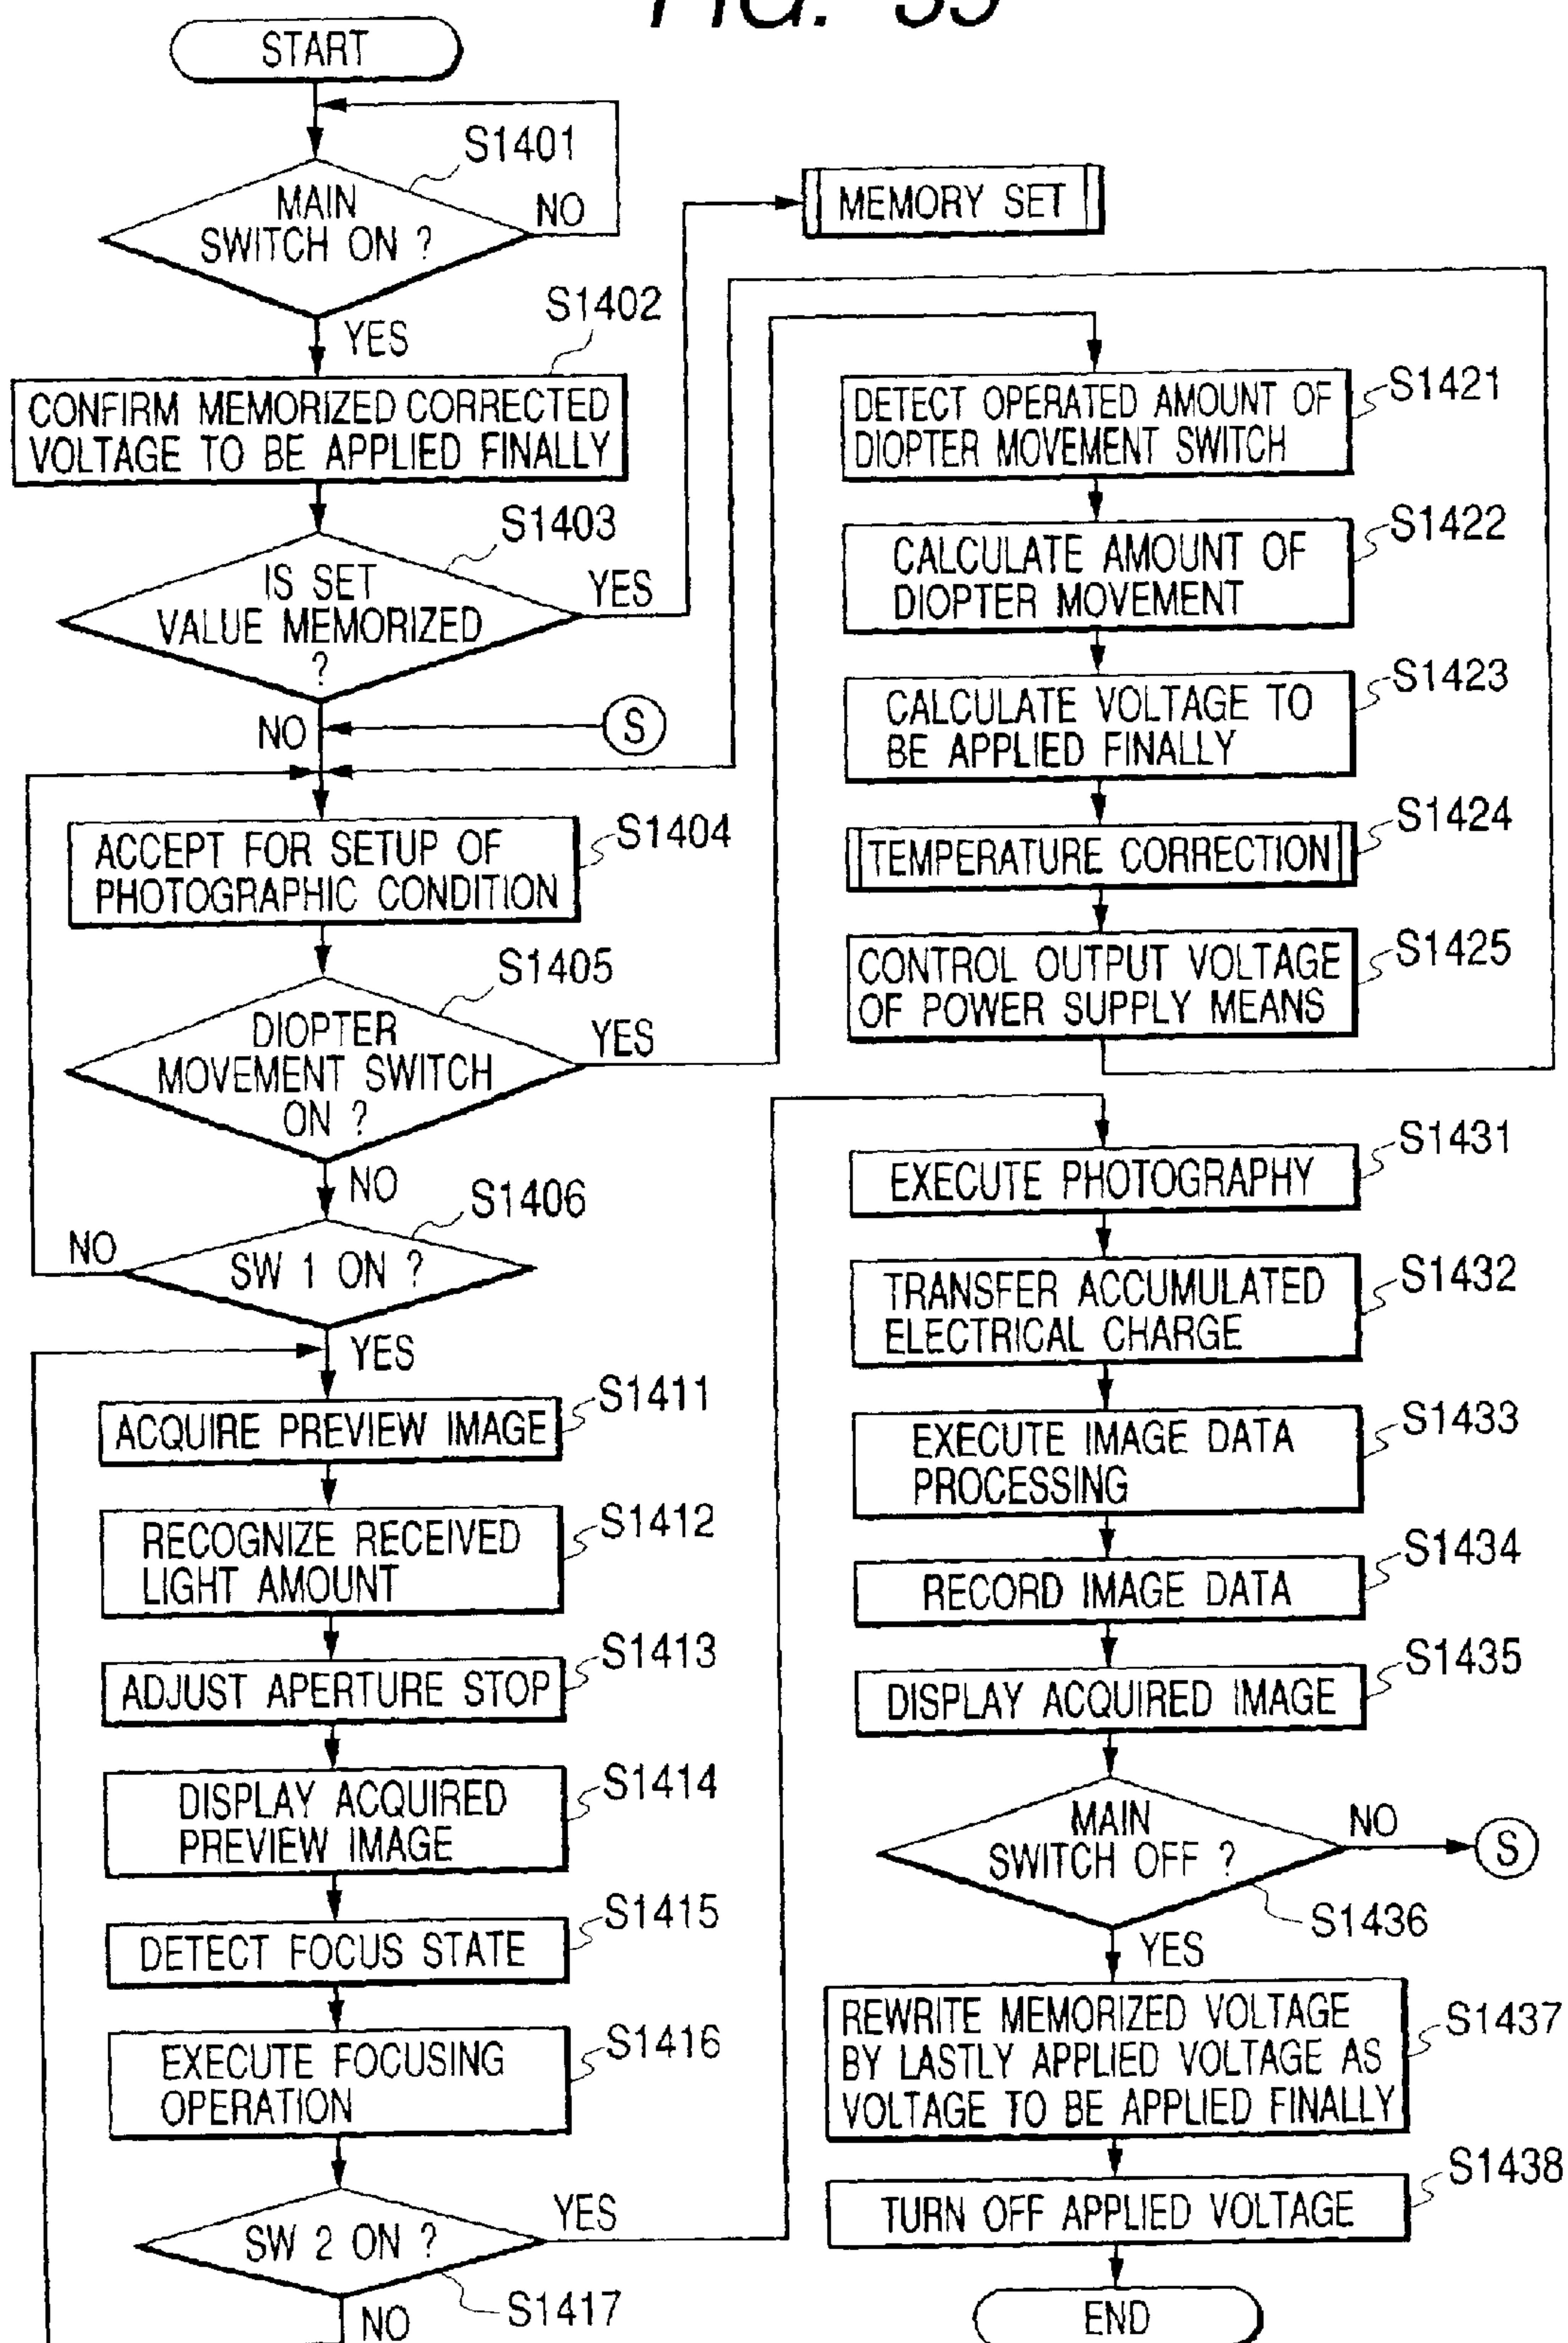 FIG. 35
START
S1401
MAIN
SWITCH ON ?
NO
YES
MEMORY SET
S1402
CONFIRM MEMORIZED CORRECTED
VOLTAGE TO BE APPLIED FINALLY
S1403
IS SET
VALUE MEMORIZED
?
YES
NO
S
S1404
ACCEPT FOR SETUP OF
PHOTOGRAPHIC CONDITION
S1405
DIOPTER
MOVEMENT SWITCH
ON ?
YES
NO
S1406
SW 1 ON ?
NO
YES
S1411
ACQUIRE PREVIEW IMAGE
S1412
RECOGNIZE RECEIVED
LIGHT AMOUNT
S1413
ADJUST APERTURE STOP
S1414
DISPLAY ACQUIRED
PREVIEW IMAGE
S1415
DETECT FOCUS STATE
S1416
EXECUTE FOCUSING
OPERATION
SW 2 ON ?
YES
S1417
NO
S1421
DETECT OPERATED AMOUNT OF
DIOPTER MOVEMENT SWITCH
S1422
CALCULATE AMOUNT OF
DIOPTER MOVEMENT
S1423
CALCULATE VOLTAGE TO
BE APPLIED FINALLY
S1424
TEMPERATURE CORRECTION
S1425
CONTROL OUTPUT VOLTAGE
OF POWER SUPPLY MEANS
S1431
EXECUTE PHOTOGRAPHY
S1432
TRANSFER ACCUMULATED
ELECTRICAL CHARGE
S1433
EXECUTE IMAGE DATA
PROCESSING
S1434
RECORD IMAGE DATA
S1435
DISPLAY ACQUIRED IMAGE
MAIN
SWITCH OFF ?
NO
S
S1436
YES
REWRITE MEMORIZED VOLTAGE
BY LASTLY APPLIED VOLTAGE AS
VOLTAGE TO BE APPLIED FINALLY
S1437
S1438
TURN OFF APPLIED VOLTAGE
END